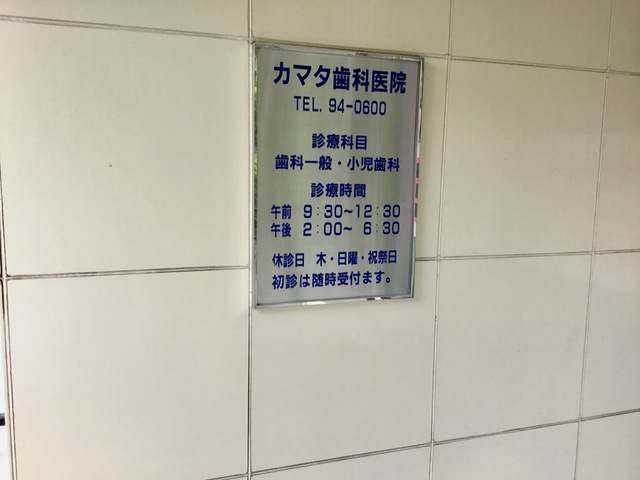 カマタ歯科医院
TEL. 94-0600
診療科目
歯科一般・小児歯科
診療時間
午前 9:30~12:30
午後 2:00~ 6:30
休診日 木・日曜・祝祭日
初診は随時受付ます。